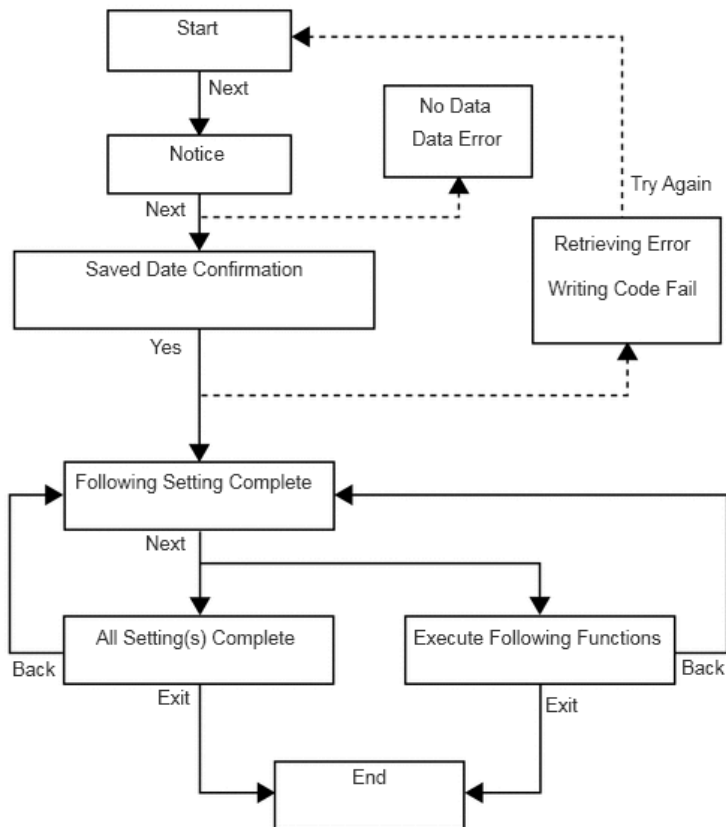 Start
Next
No Data
Data Error
Notice
Next
Try Again
Saved Date Confirmation
Retrieving Error
Writing Code Fail
Yes
Following Setting Complete
Next
All Setting(s) Complete
Execute Following Functions
Back
Back
Exit
Exit
End